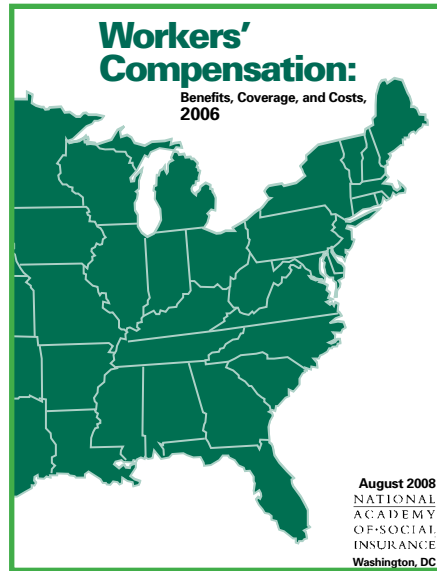 Workers'
Compensation:
Benefits, Coverage, and Costs,
2006
August 2008
NATIONAL
ACADEMY
OF·SOCIAL
INSURANCE
Washington, DC